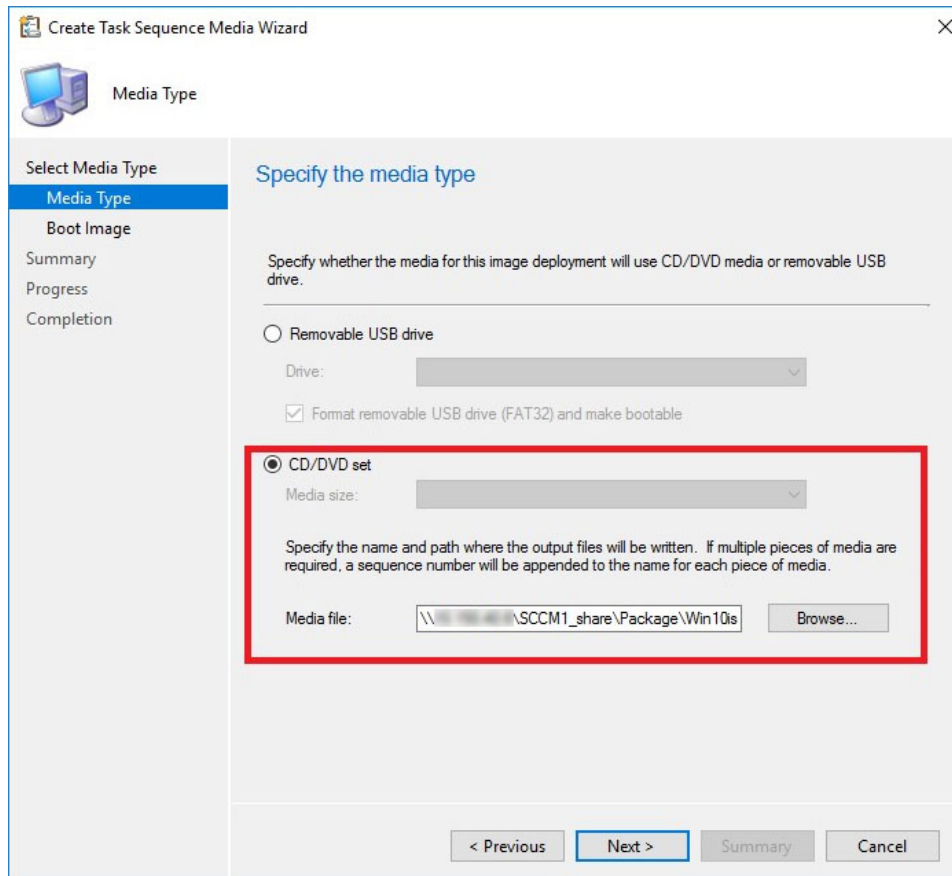 Create Task Sequence Media Wizard
Media Type
Select Media Type
Media Type
Boot Image
Summary
Progress
Completion
Specify the media type
Specify whether the media for this image deployment will use CD/DVD media or removable USB
drive.
Removable USB drive
Drive:
Format removable USB drive (FAT32) and make bootable
CD/DVD set
Media size:
Specify the name and path where the output files will be written. If multiple pieces of media are
required, a sequence number will be appended to the name for each piece of media.
Media file: \\ \SCCM1_share\Package\Win10is Browse...
< Previous Next > Summary Cancel